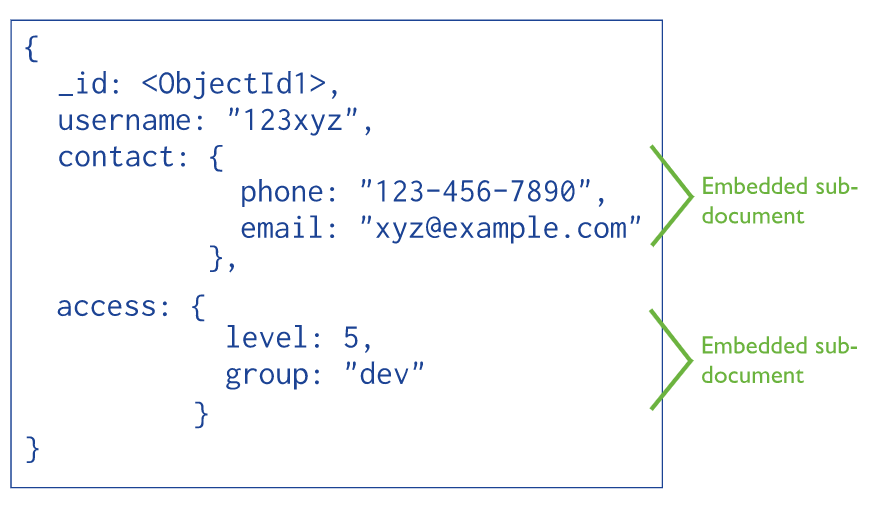 {
_id: <ObjectId1>,
username: "123xyz",
contact: {
phone: "123-456-7890",
email: "xyz@example.com"
},
access: {
level: 5,
group: "dev"
}
}
Embedded sub-
document
Embedded sub-
document